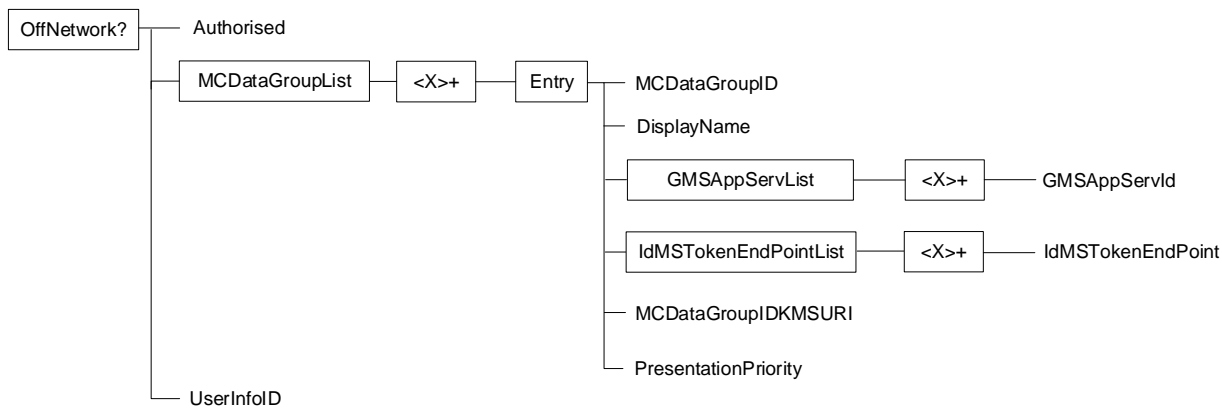 OffNetwork?
Authorised
MCDataGroupList
<X>+
Entry
MCDataGroupID
DisplayName
GMSAppServList
<X>+
GMSAppServId
IdMSTokenEndPointList
<X>+
IdMSTokenEndPoint
MCDataGroupIDKMSURI
PresentationPriority
UserInfoID